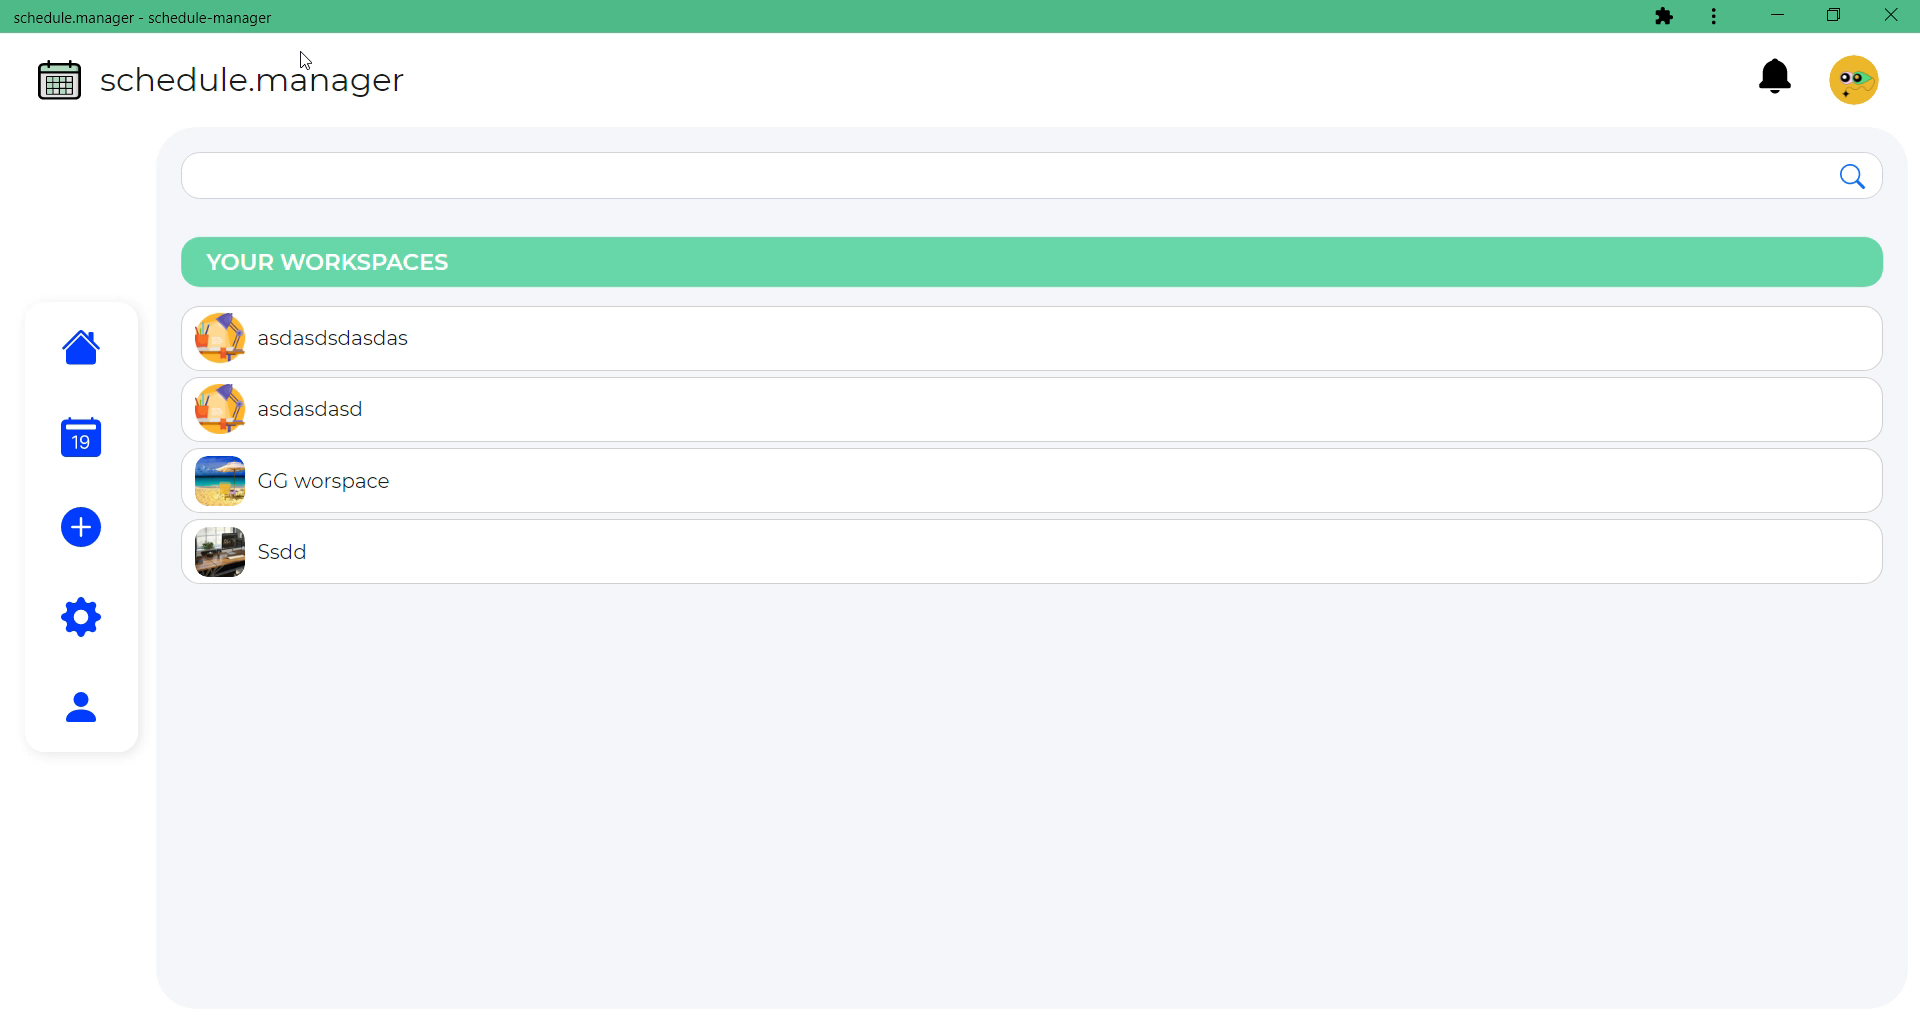 schedule.manager - schedule-manager
schedule.manager
YOUR WORKSPACES
asdasdsdasdas
asdasdasd
19
GG worspace
Ssdd